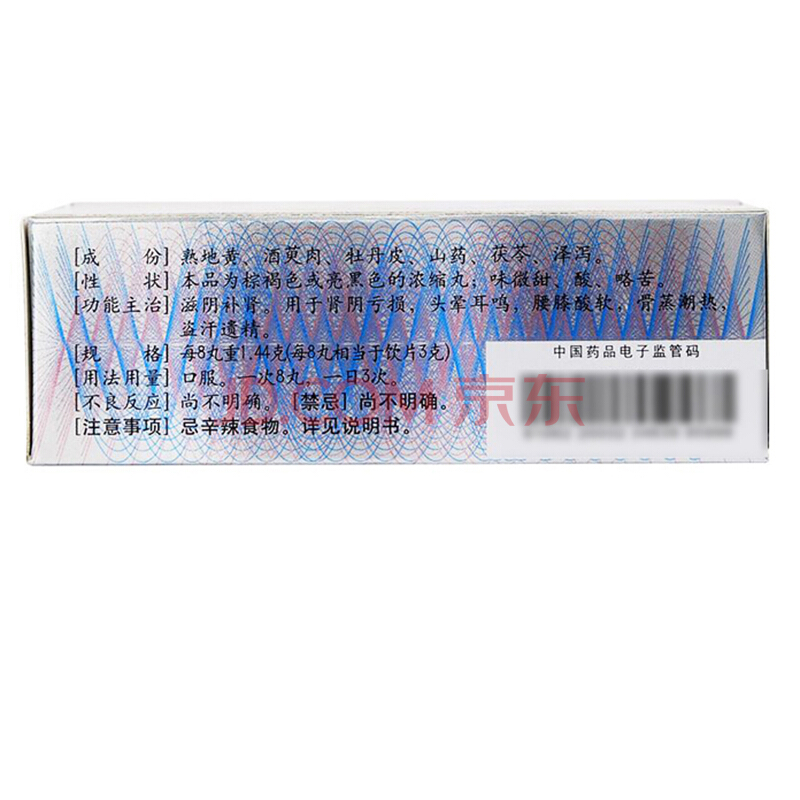 [成　份] 熟地黄、酒萸肉、牡丹皮、山药、茯苓、泽泻。
[性　状] 本品为棕褐色或亮黑色的浓缩丸；味微甜、酸、略苦。
[功能主治] 滋阴补肾。用于肾阴亏损，头晕耳鸣，腰膝酸软，骨蒸潮热，
盗汗遗精。
[规　格] 每8丸重1.44克(每8丸相当于饮片3克)
[用法用量] 口服。一次8丸，一日3次。
[不良反应] 尚不明确。[禁忌] 尚不明确。
[注意事项] 忌辛辣食物。详见说明书。
中国药品电子监管码
京东